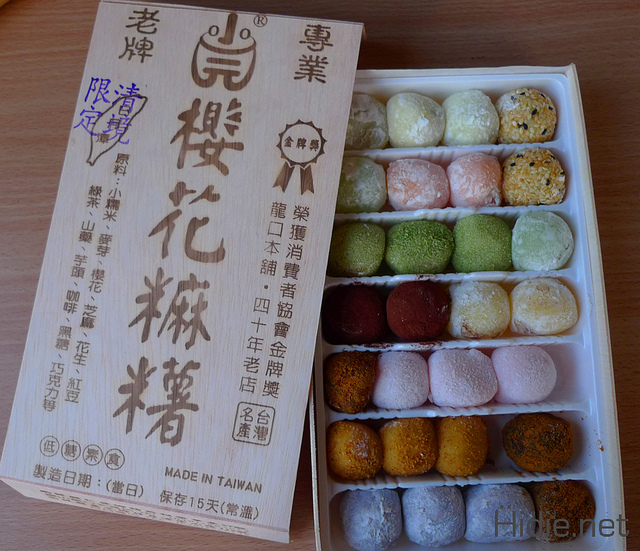 老牌
專業
®
清境
限定
櫻花麻糬
金牌獎
榮獲消費者協會金牌獎
龍口本舖・四十年老店
台灣
名產
原料：小糯米、麥芽、櫻花、芝麻、花生、紅豆
綠茶、山藥、芋頭、咖啡、黑糖、巧克力等
低糖素食
MADE IN TAIWAN
製造日期：(當日) 保存15天(常溫)
Hidie.net